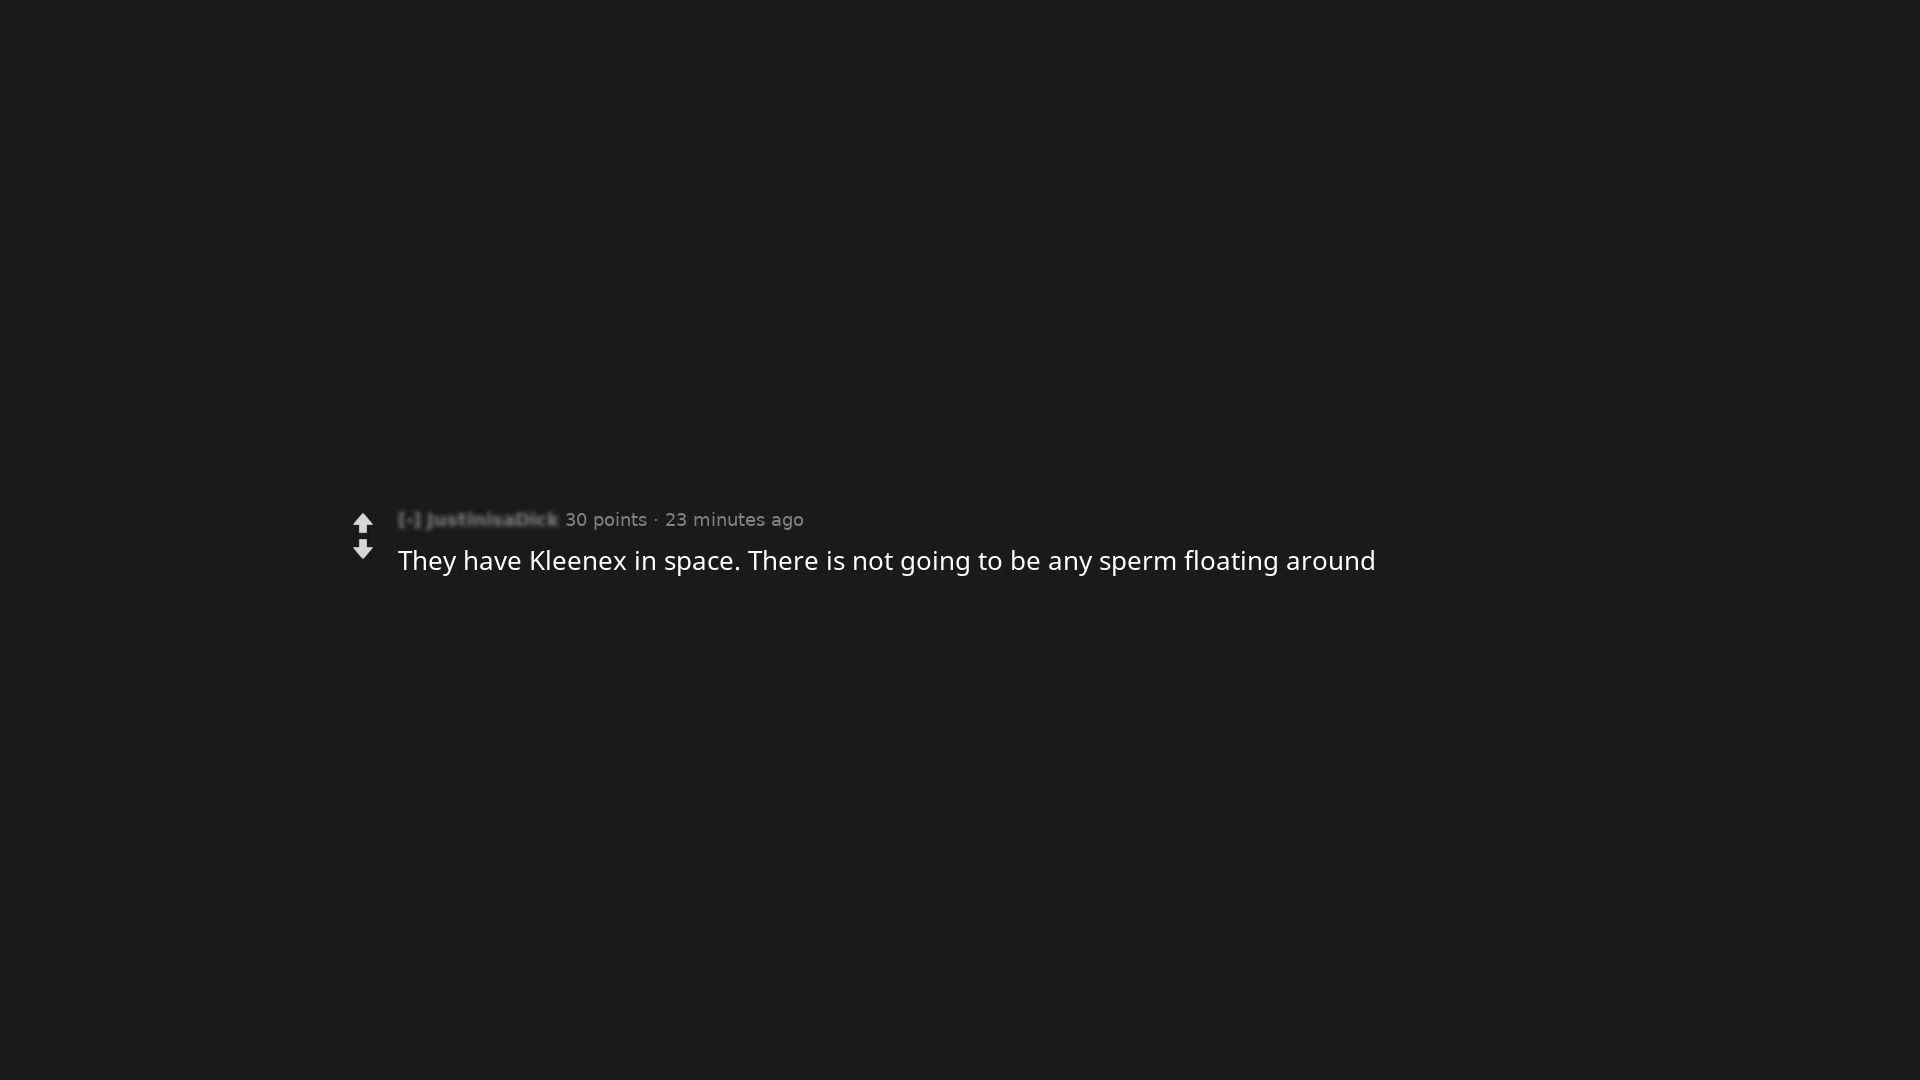 [-] JustinisaDick 30 points · 23 minutes ago
They have Kleenex in space. There is not going to be any sperm floating around